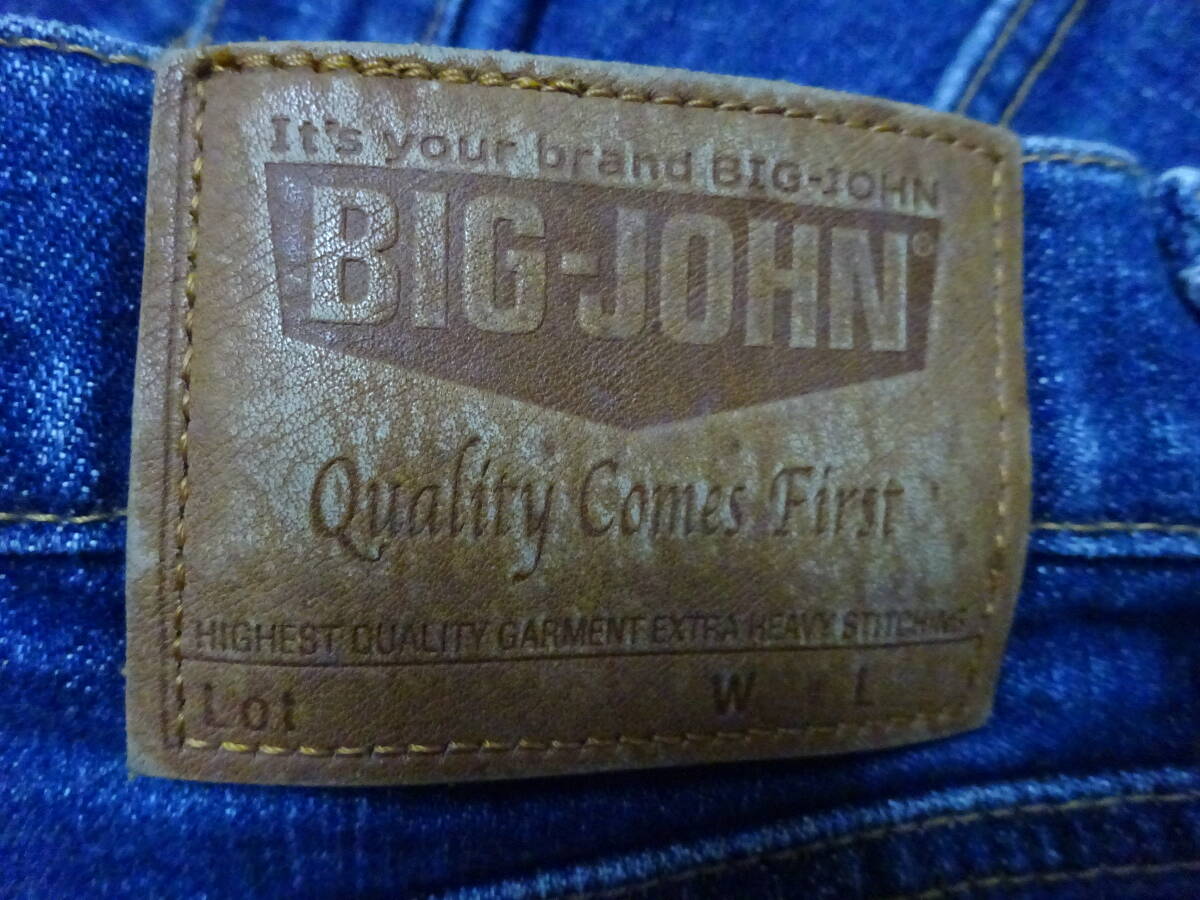 It's your brand BIG-JOHN
BIG-JOHN®
Quality Comes First
HIGHEST QUALITY GARMENT EXTRA HEAVY STITCHING
Lot W L